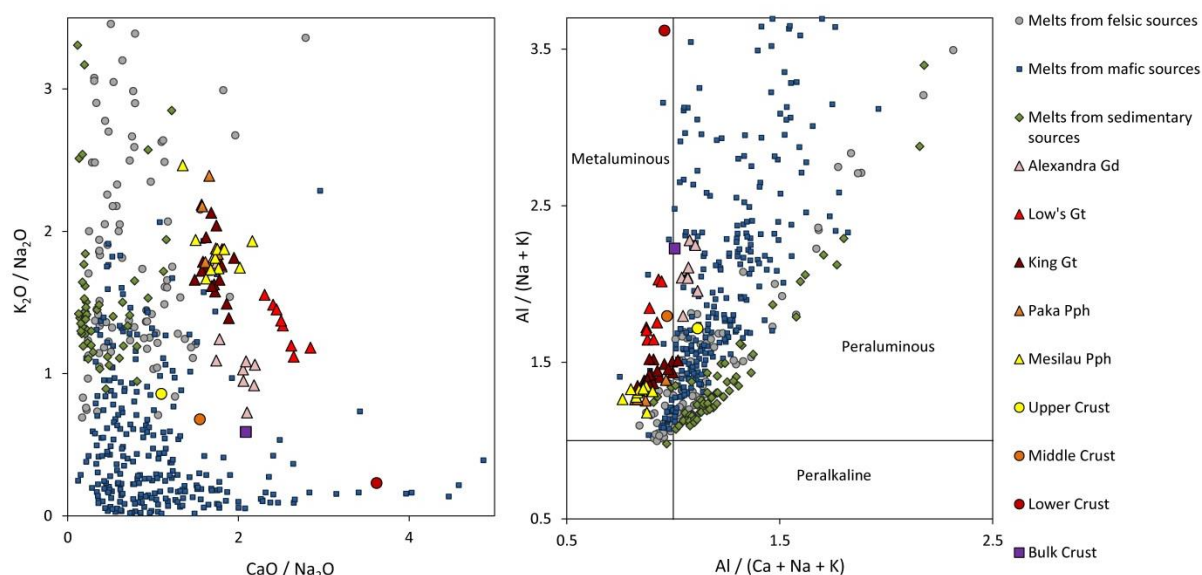 3
2
1
0
K₂O / Na₂O
0
2
4
CaO / Na₂O
3.5
2.5
1.5
0.5
Al / (Na + K)
Metaluminous
Peraluminous
Peralkaline
0.5
1.5
2.5
Al / (Ca + Na + K)
Melts from felsic sources
Melts from mafic sources
Melts from sedimentary
sources
Alexandra Gd
Low's Gt
King Gt
Paka Pph
Mesilau Pph
Upper Crust
Middle Crust
Lower Crust
Bulk Crust